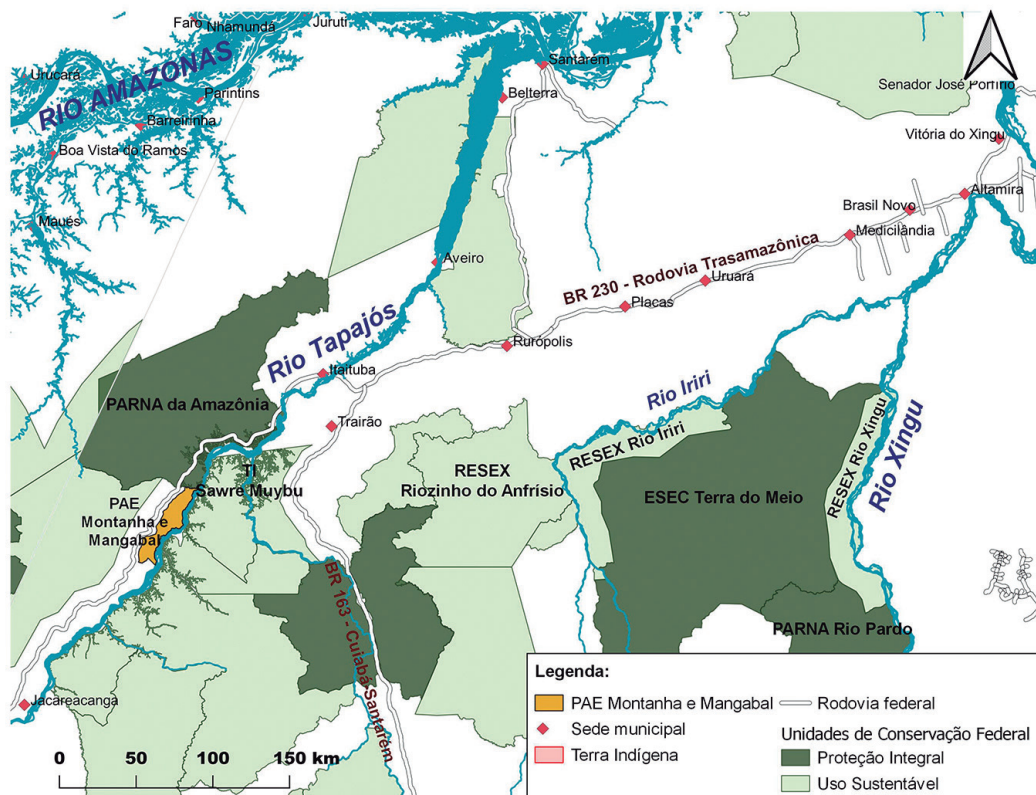 Faro
Nhamundá
Juruti
Urucará
RIO AMAZONAS
Parintins
Barreirinha
Boa Vista do Ramos
Maués
Santarém
Belterra
Senador José Porfírio
Vitória do Xingu
Altamira
Brasil Novo
Medicilândia
BR 230 - Rodovia Trasamazônica
Uruará
Placas
Aveiro
Rurópolis
Rio Tapajós
Itaituba
Trairão
PARNA da Amazônia
Rio Iriri
RESEX Rio Iriri
RESEX
Riozinho do Anfrísio
ESEC Terra do Meio
RESEX Rio Xingu
Rio Xingu
TI
Sawre Muybu
PAE
Montanha e
Mangabal
BR 163 - Cuiabá-Santarém
PARNA Rio Pardo
Jacareacanga
0 50 100 150 km
Legenda:
PAE Montanha e Mangabal
Sede municipal
Terra Indígena
Rodovia federal
Unidades de Conservação Federal
Proteção Integral
Uso Sustentável